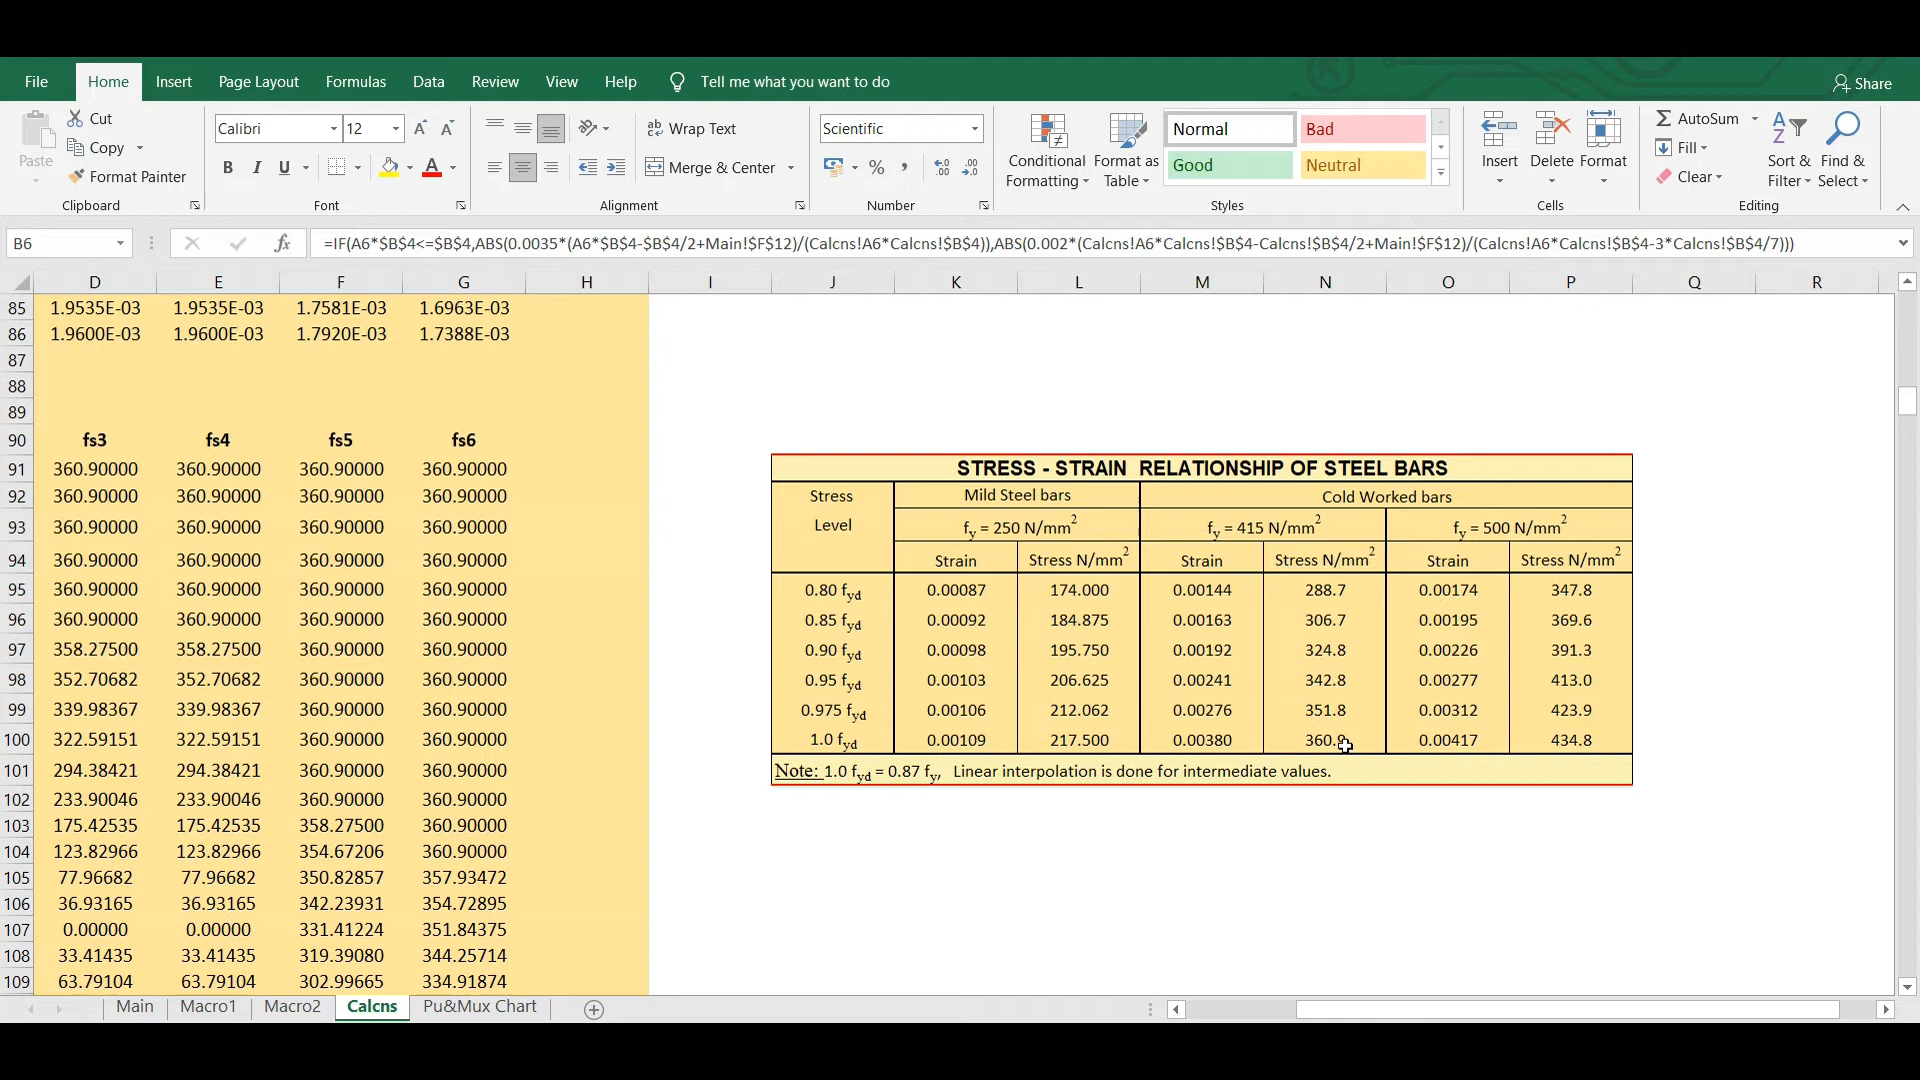 File Home Insert Page Layout Formulas Data Review View Help Tell me what you want to do Share
Paste Cut Copy Format Painter Clipboard
Calibri 12 A A B I U A Font
ab Wrap Text Merge & Center Alignment
Scientific % , Number
Conditional Formatting Format as Table Normal Bad Good Neutral Styles
Insert Delete Format Cells
AutoSum Fill Clear Sort & Filter Find & Select Editing
B6 fx =IF(A6*$B$4<=$B$4,ABS(0.0035*(A6*$B$4-$B$4/2+Main!$F$12)/(Calcns!A6*Calcns!$B$4)),ABS(0.002*(Calcns!A6*Calcns!$B$4-Calcns!$B$4/2+Main!$F$12)/(Calcns!A6*Calcns!$B$4-3*Calcns!$B$4/7)))
D E F G H I J K L M N O P Q R
85 1.9535E-03 1.9535E-03 1.7581E-03 1.6963E-03
86 1.9600E-03 1.9600E-03 1.7920E-03 1.7388E-03
87
88
89
90 fs3 fs4 fs5 fs6
91 360.90000 360.90000 360.90000 360.90000 STRESS - STRAIN RELATIONSHIP OF STEEL BARS
92 360.90000 360.90000 360.90000 360.90000 Stress Mild Steel bars Cold Worked bars
93 360.90000 360.90000 360.90000 360.90000 Level fy = 250 N/mm2 fy = 415 N/mm2 fy = 500 N/mm2
94 360.90000 360.90000 360.90000 360.90000 Strain Stress N/mm2 Strain Stress N/mm2 Strain Stress N/mm2
95 360.90000 360.90000 360.90000 360.90000 0.80 fyd 0.00087 174.000 0.00144 288.7 0.00174 347.8
96 360.90000 360.90000 360.90000 360.90000 0.85 fyd 0.00092 184.875 0.00163 306.7 0.00195 369.6
97 358.27500 358.27500 360.90000 360.90000 0.90 fyd 0.00098 195.750 0.00192 324.8 0.00226 391.3
98 352.70682 352.70682 360.90000 360.90000 0.95 fyd 0.00103 206.625 0.00241 342.8 0.00277 413.0
99 339.98367 339.98367 360.90000 360.90000 0.975 fyd 0.00106 212.062 0.00276 351.8 0.00312 423.9
100 322.59151 322.59151 360.90000 360.90000 1.0 fyd 0.00109 217.500 0.00380 360.9 0.00417 434.8
101 294.38421 294.38421 360.90000 360.90000 Note: 1.0 fyd = 0.87 fy, Linear interpolation is done for intermediate values.
102 233.90046 233.90046 360.90000 360.90000
103 175.42535 175.42535 358.27500 360.90000
104 123.82966 123.82966 354.67206 360.90000
105 77.96682 77.96682 350.82857 357.93472
106 36.93165 36.93165 342.23931 354.72895
107 0.00000 0.00000 331.41224 351.84375
108 33.41435 33.41435 319.39080 344.25714
109 63.79104 63.79104 302.99665 334.91874
Main Macro1 Macro2 Calcns Pu&Mux Chart